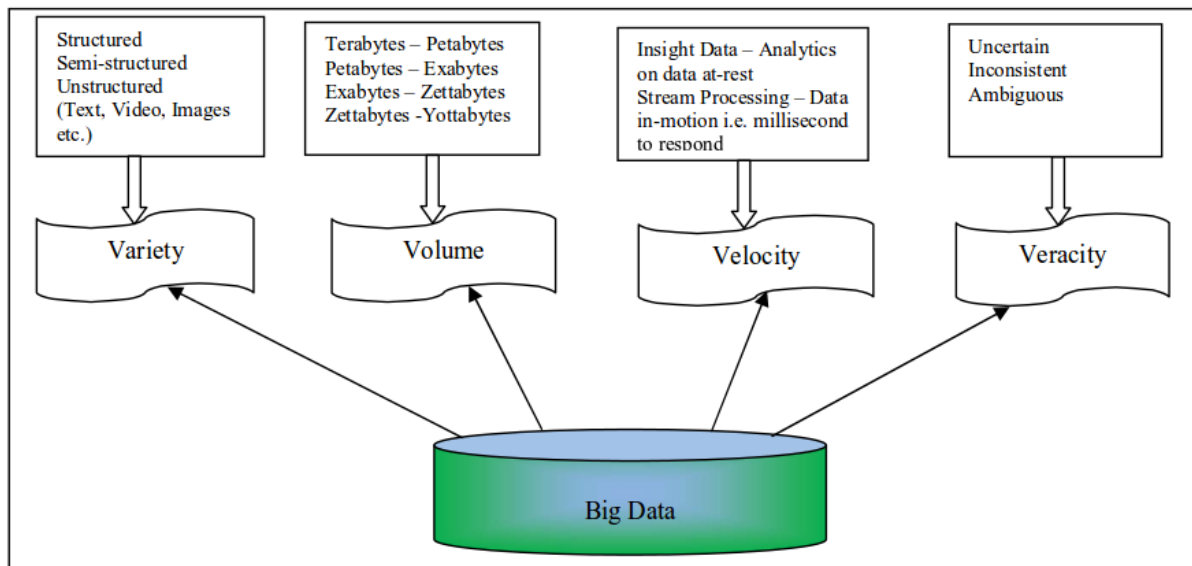 Structured
Semi-structured
Unstructured
(Text, Video, Images
etc.)
Terabytes – Petabytes
Petabytes – Exabytes
Exabytes – Zettabytes
Zettabytes -Yottabytes
Insight Data – Analytics
on data at-rest
Stream Processing – Data
in-motion i.e. millisecond
to respond
Uncertain
Inconsistent
Ambiguous
Variety
Volume
Velocity
Veracity
Big Data